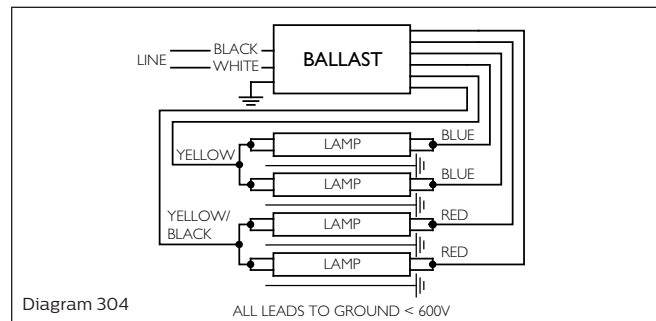 BLACK
LINE
WHITE
BALLAST
BLUE
LAMP
YELLOW
BLUE
LAMP
YELLOW/
BLACK
RED
LAMP
RED
LAMP
Diagram 304
ALL LEADS TO GROUND < 600V